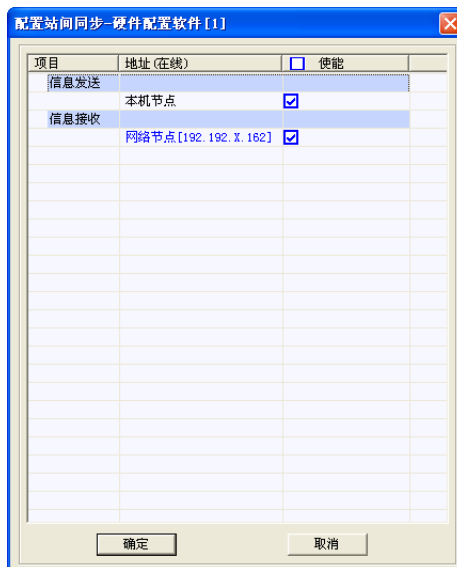 配置站间同步-硬件配置软件[1]
项目 地址(在线) 使能
信息发送
本机节点
信息接收
网络节点[192.192.X.162]
确定 取消